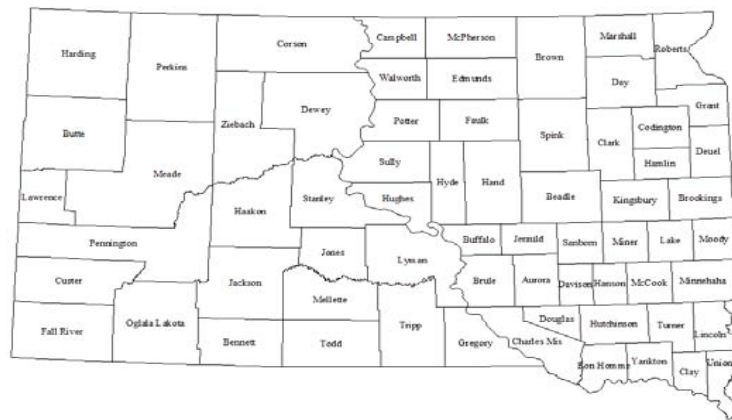 Harding
Perkins
Corson
Campbell
McPherson
Brown
Marshall
Roberts
Walworth
Edmunds
Day
Dewey
Ziebach
Butte
Potter
Faulk
Spink
Clark
Codington
Grant
Deuel
Hamlin
Meade
Sully
Hyde
Hand
Lawrence
Stanley
Hughes
Beadle
Kingsbury
Brookings
Haakon
Pennington
Jones
Lyman
Buffalo
Jerauld
Sanborn
Miner
Lake
Moody
Custer
Jackson
Brule
Aurora
Davison
Hanson
McCook
Minnehaha
Mellette
Fall River
Oglala Lakota
Tripp
Douglas
Hutchinson
Turner
Lincoln
Bennett
Todd
Gregory
Charles Mix
Bon Homme
Yankton
Clay
Union